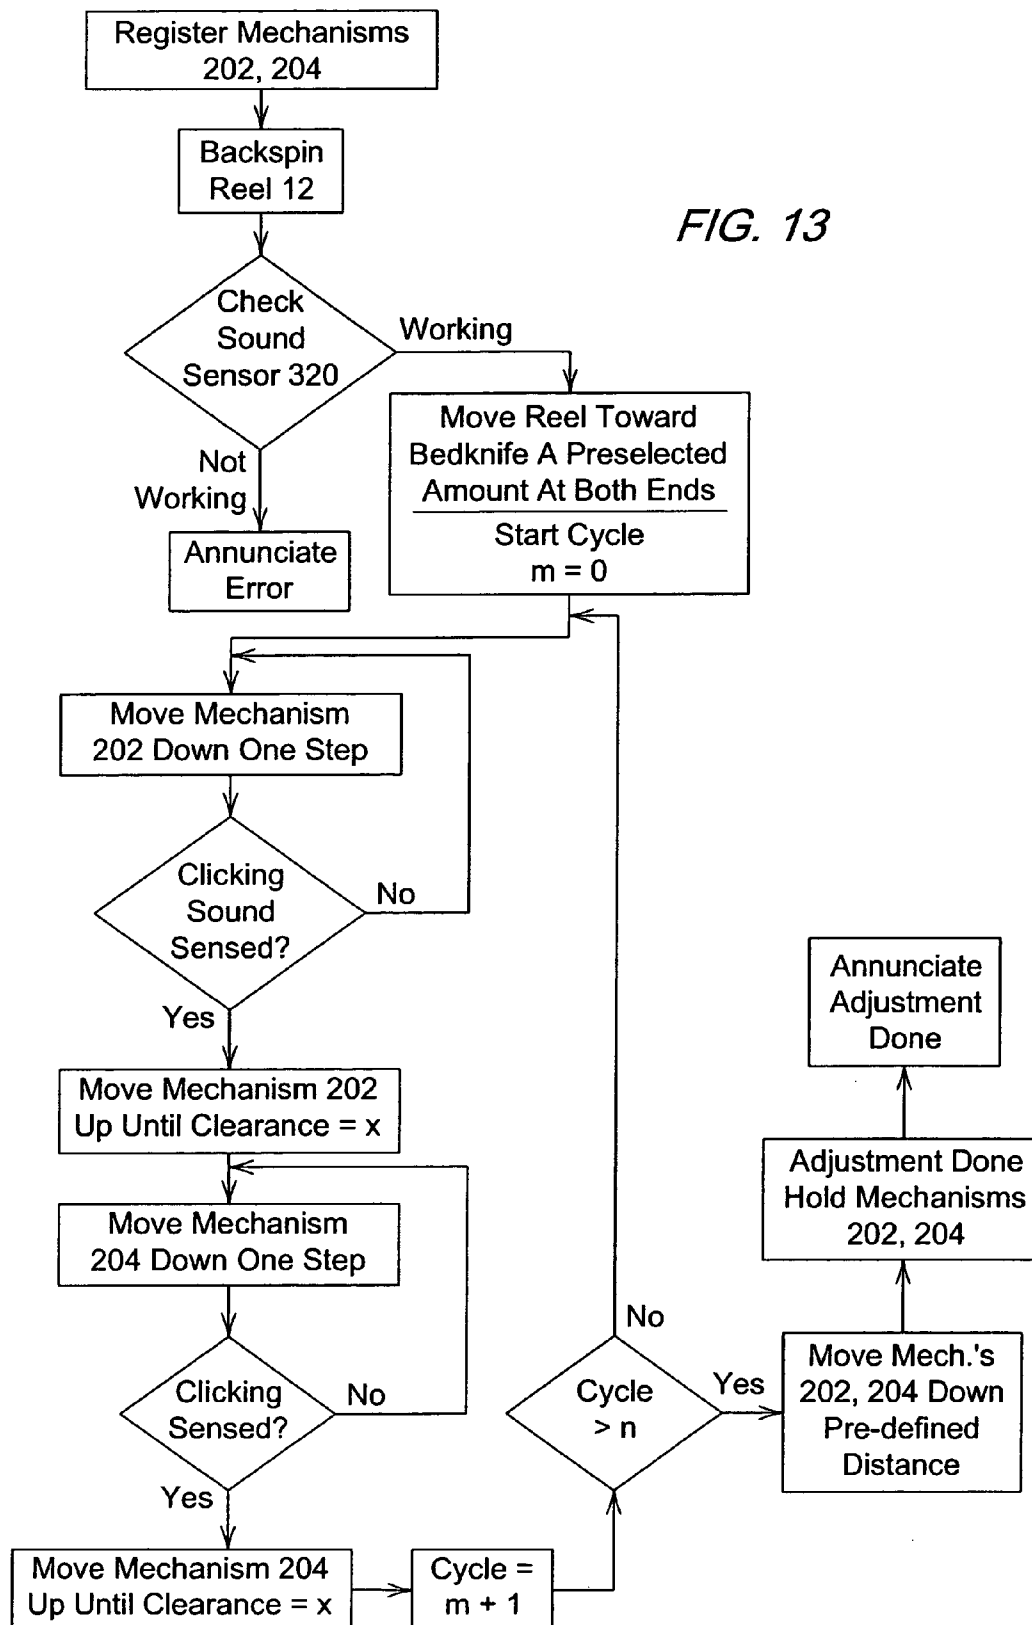 Register Mechanisms
202, 204
Backspin
Reel 12
FIG. 13
Check
Sound
Sensor 320
Working
Not
Working
Annunciate
Error
Move Reel Toward
Bedknife A Preselected
Amount At Both Ends
Start Cycle
m = 0
Move Mechanism
202 Down One Step
Clicking
Sound
Sensed?
No
Yes
Move Mechanism 202
Up Until Clearance = x
Move Mechanism
204 Down One Step
Clicking
Sensed?
No
Yes
Move Mechanism 204
Up Until Clearance = x
Cycle =
m + 1
Cycle
> n
No
Yes
Move Mech.'s
202, 204 Down
Pre-defined
Distance
Adjustment Done
Hold Mechanisms
202, 204
Annunciate
Adjustment
Done